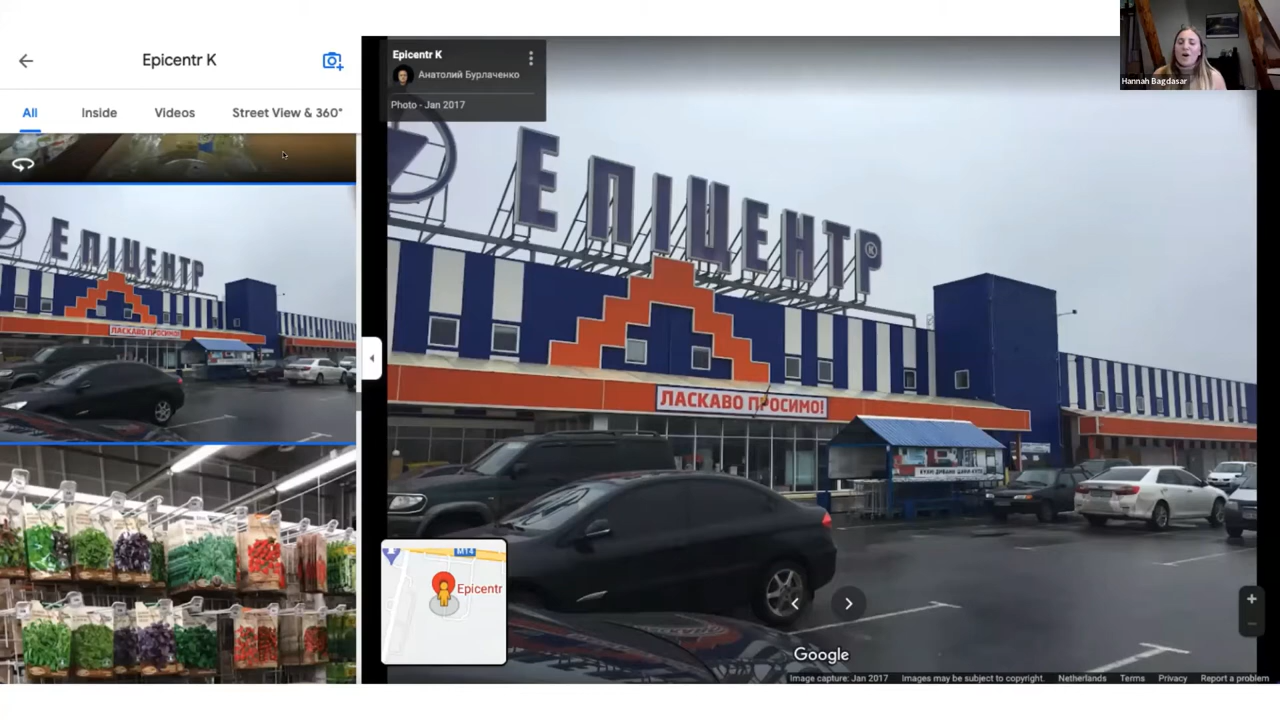 Epicentr K
All
Inside
Videos
Street View & 360°
ЕПІЦЕНТР
ЛАСКАВО ПРОСИМО!
Epicentr K
Анатолий Бурлаченко
Photo - Jan 2017
ЕПІЦЕНТР K
ЛАСКАВО ПРОСИМО!
M14
Epicentr
Google
Image capture: Jan 2017 Images may be subject to copyright. Netherlands Terms Privacy Report a problem
Hannah Bagdasar